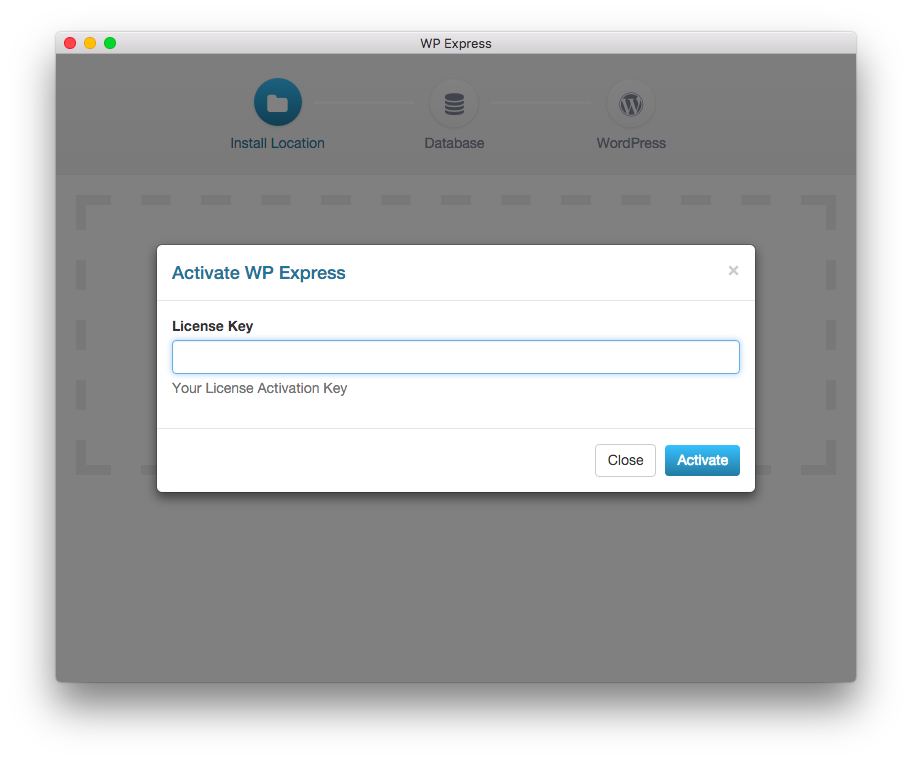 WP Express
Install Location
Database
WordPress
Activate WP Express
×
License Key
Your License Activation Key
Close
Activate